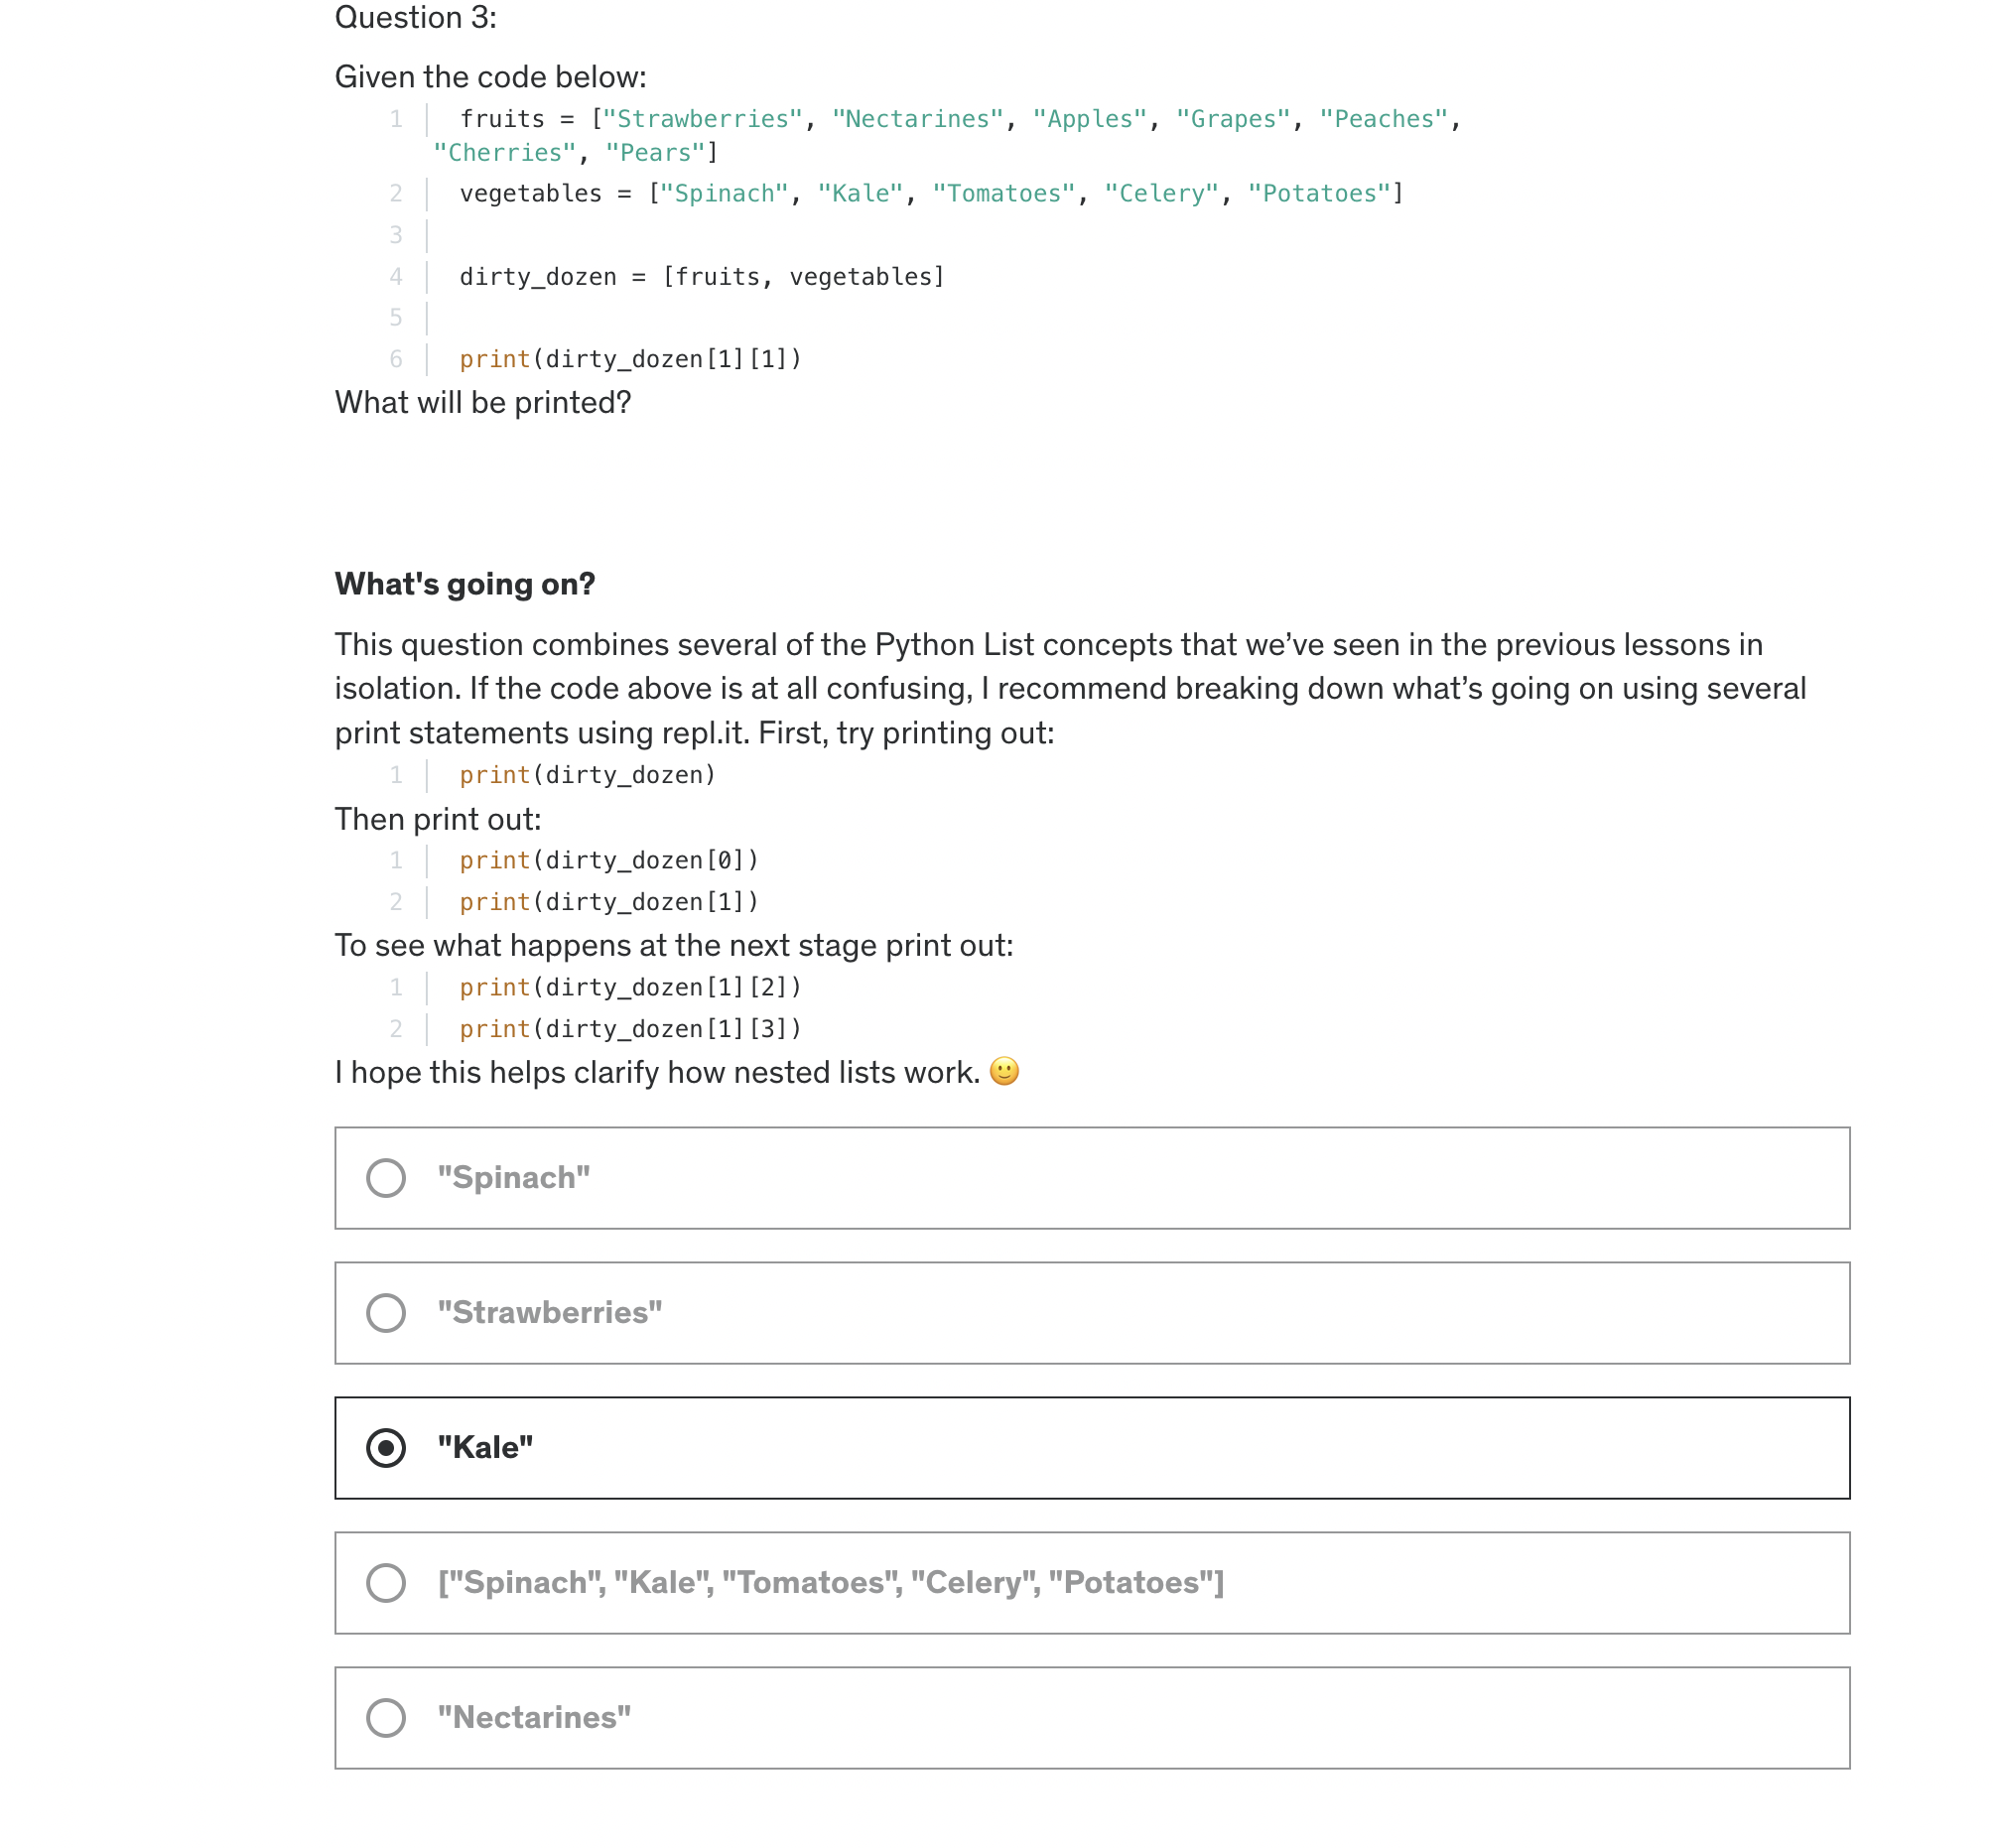 Question 3:
Given the code below:
1 fruits = ["Strawberries", "Nectarines", "Apples", "Grapes", "Peaches",
"Cherries", "Pears"]
2 vegetables = ["Spinach", "Kale", "Tomatoes", "Celery", "Potatoes"]
3
4 dirty_dozen = [fruits, vegetables]
5
6 print(dirty_dozen[1][1])
What will be printed?
What's going on?
This question combines several of the Python List concepts that we’ve seen in the previous lessons in
isolation. If the code above is at all confusing, I recommend breaking down what’s going on using several
print statements using repl.it. First, try printing out:
1 print(dirty_dozen)
Then print out:
1 print(dirty_dozen[0])
2 print(dirty_dozen[1])
To see what happens at the next stage print out:
1 print(dirty_dozen[1][2])
2 print(dirty_dozen[1][3])
I hope this helps clarify how nested lists work. 🙂
"Spinach"
"Strawberries"
"Kale"
["Spinach", "Kale", "Tomatoes", "Celery", "Potatoes"]
"Nectarines"